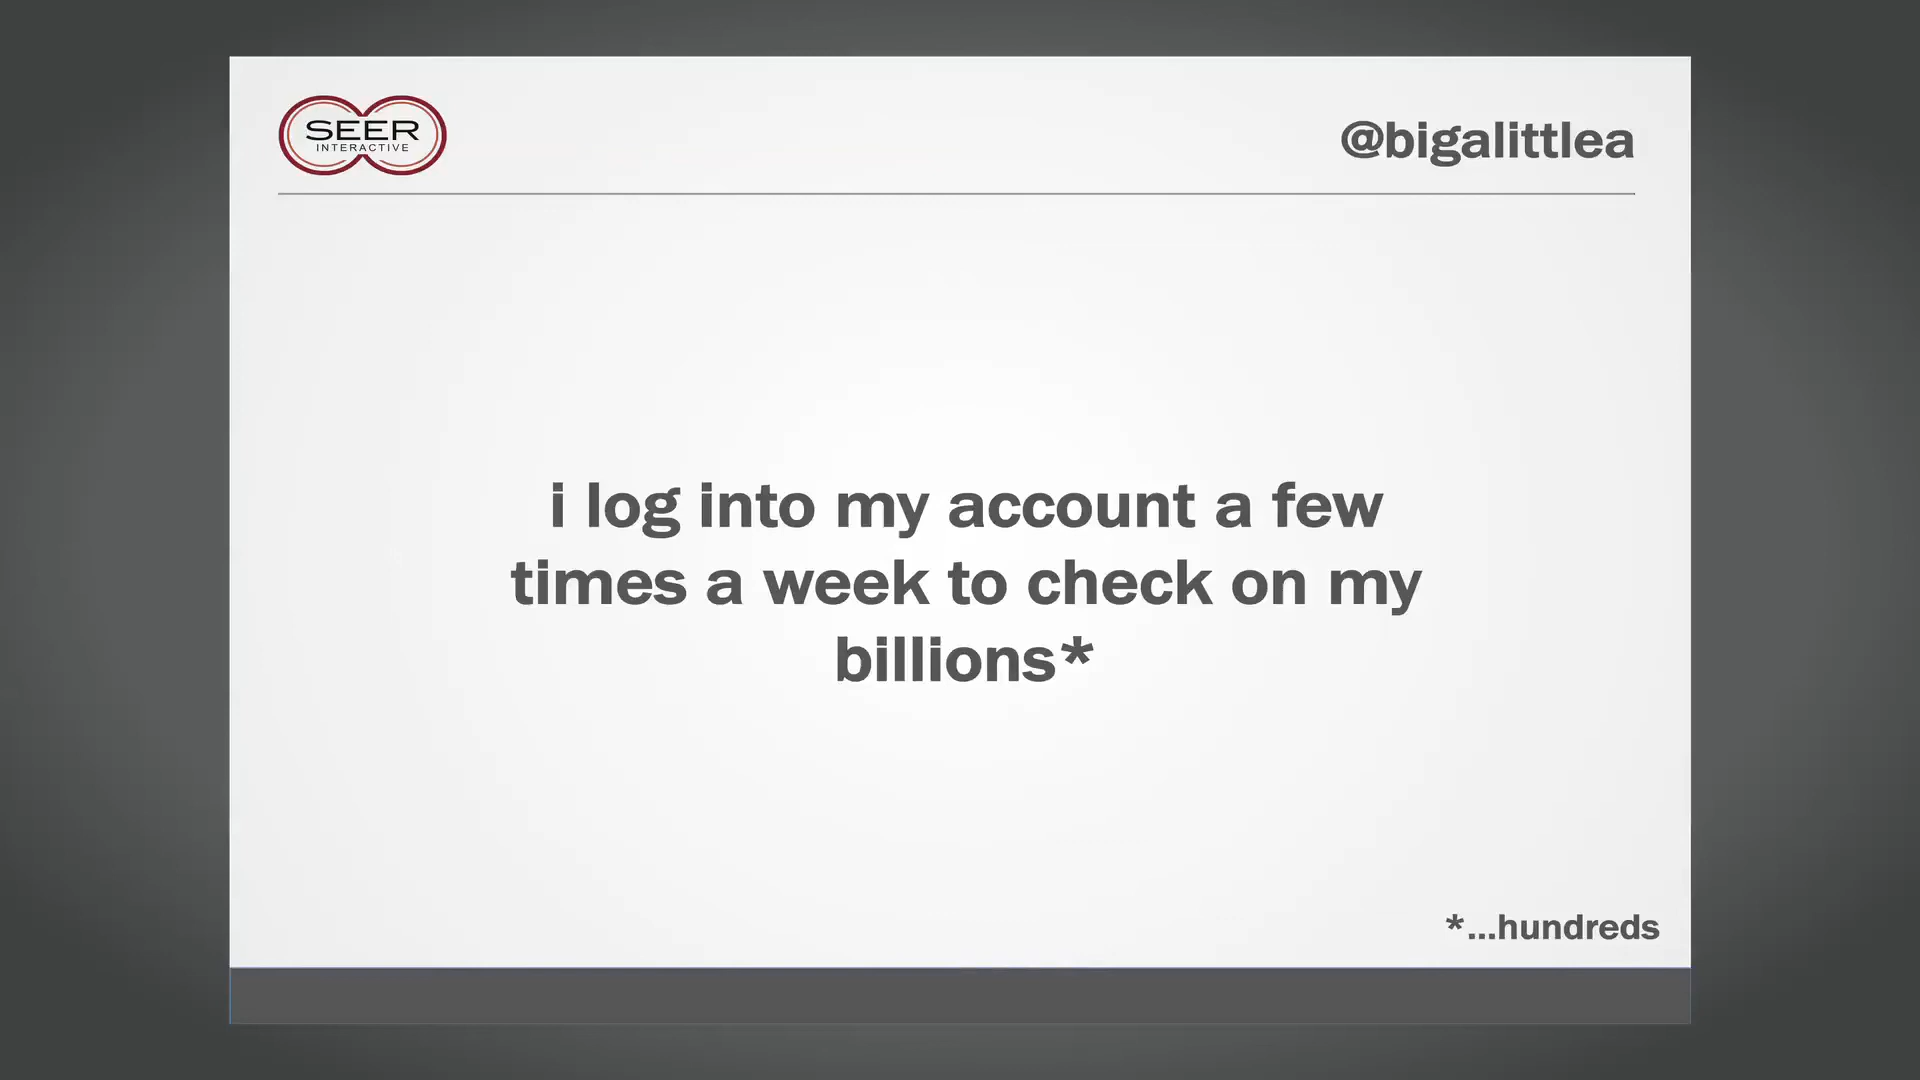 SEER
INTERACTIVE
@bigalittlea
i log into my account a few
times a week to check on my
billions*
*...hundreds